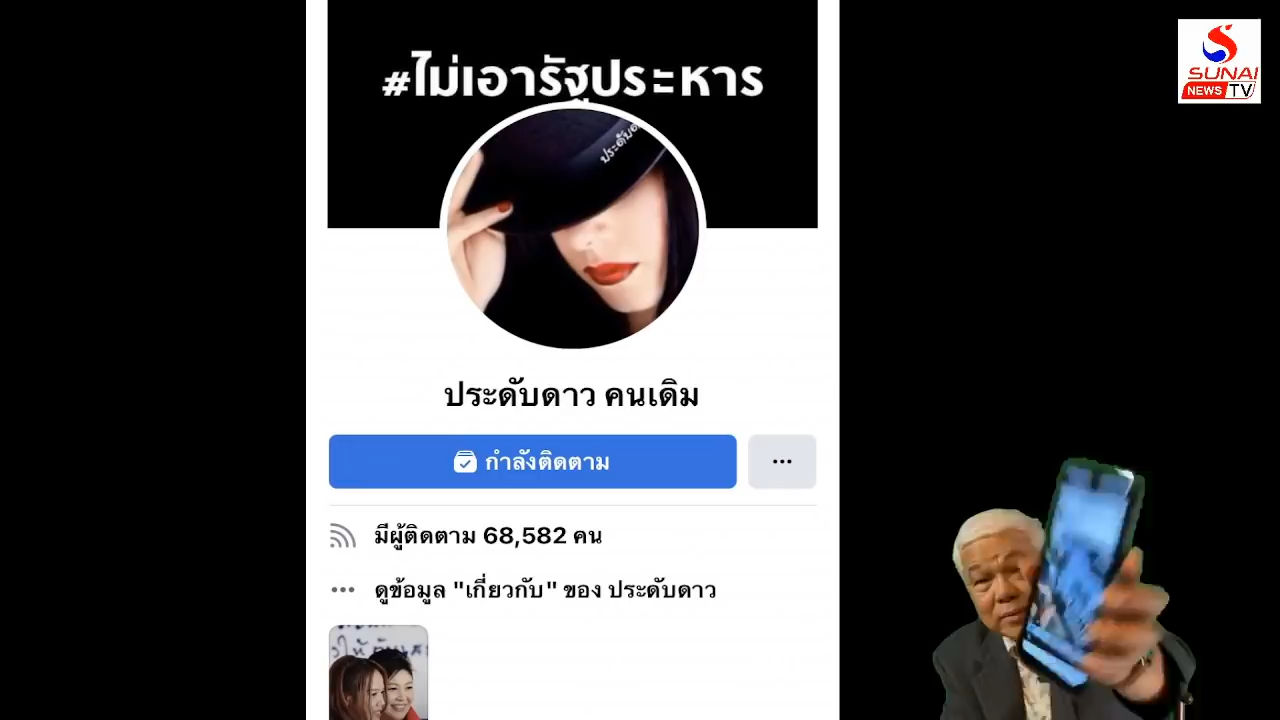 #ไม่เอารัฐประหาร
SUNAI
NEWS TV
ประดับดาว คนเดิม
กำลังติดตาม
มีผู้ติดตาม 68,582 คน
ดูข้อมูล "เกี่ยวกับ" ของ ประดับดาว